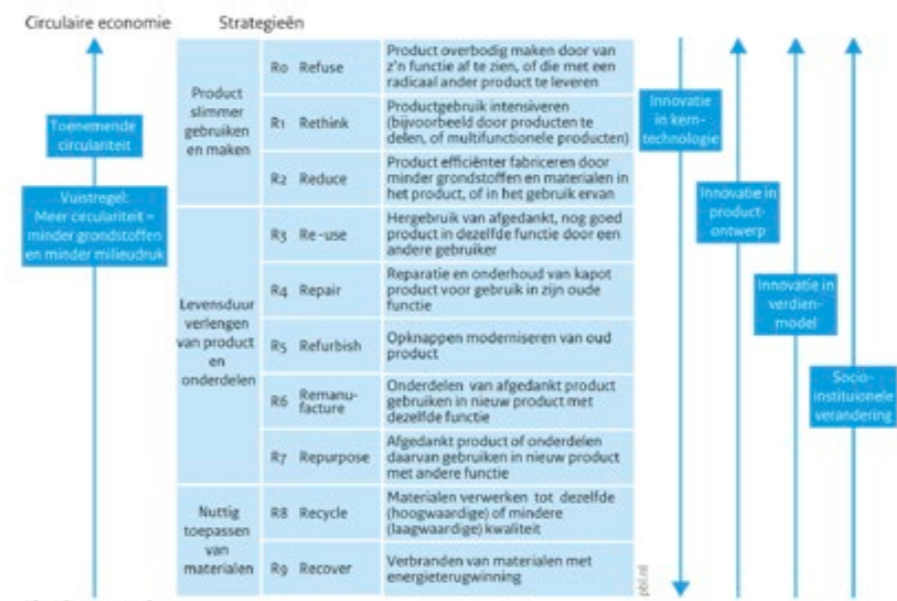 Circulaire economie
Strategieën
Toenemende
circulariteit
Vuistregel:
Meer circulariteit =
minder grondstoffen
en minder milieudruk
Product
slimmer
gebruiken
en maken
R0 Refuse
Product overbodig maken door van
z'n functie af te zien, of die met een
radicaal ander product te leveren
R1 Rethink
Productgebruik intensiveren
(bijvoorbeeld door producten te
delen, of multifunctionele producten)
R2 Reduce
Product efficiënter fabriceren door
minder grondstoffen en materialen in
het product, of in het gebruik ervan
Levensduur
verlengen
van product
en
onderdelen
R3 Re-use
Hergebruik van afgedankt, nog goed
product in dezelfde functie door een
andere gebruiker
R4 Repair
Reparatie en onderhoud van kapot
product voor gebruik in zijn oude
functie
R5 Refurbish
Opknappen moderniseren van oud
product
R6 Remanu-
facture
Onderdelen van afgedankt product
gebruiken in nieuw product met
dezelfde functie
R7 Repurpose
Afgedankt product of onderdelen
daarvan gebruiken in nieuw product
met andere functie
Nuttig
toepassen
van
materialen
R8 Recycle
Materialen verwerken tot dezelfde
(hoogwaardige) of mindere
(laagwaardige) kwaliteit
R9 Recover
Verbranden van materialen met
energieterugwinning
pbl.nl
Innovatie
in kern-
technologie
Innovatie in
product-
ontwerp
Innovatie in
verdien-
model
Socio-
instituionele
verandering